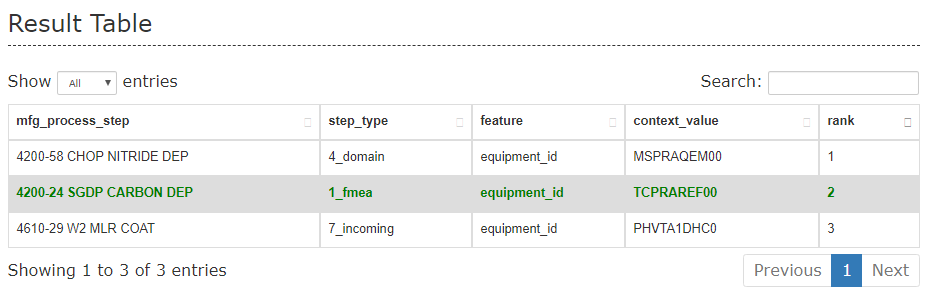 Result Table
Show All entries Search:
mfg_process_step step_type feature context_value rank
4200-58 CHOP NITRIDE DEP 4_domain equipment_id MSPRAQEM00 1
4200-24 SGDP CARBON DEP 1_fmea equipment_id TCPRAREF00 2
4610-29 W2 MLR COAT 7_incoming equipment_id PHVTA1DHC0 3
Showing 1 to 3 of 3 entries Previous 1 Next